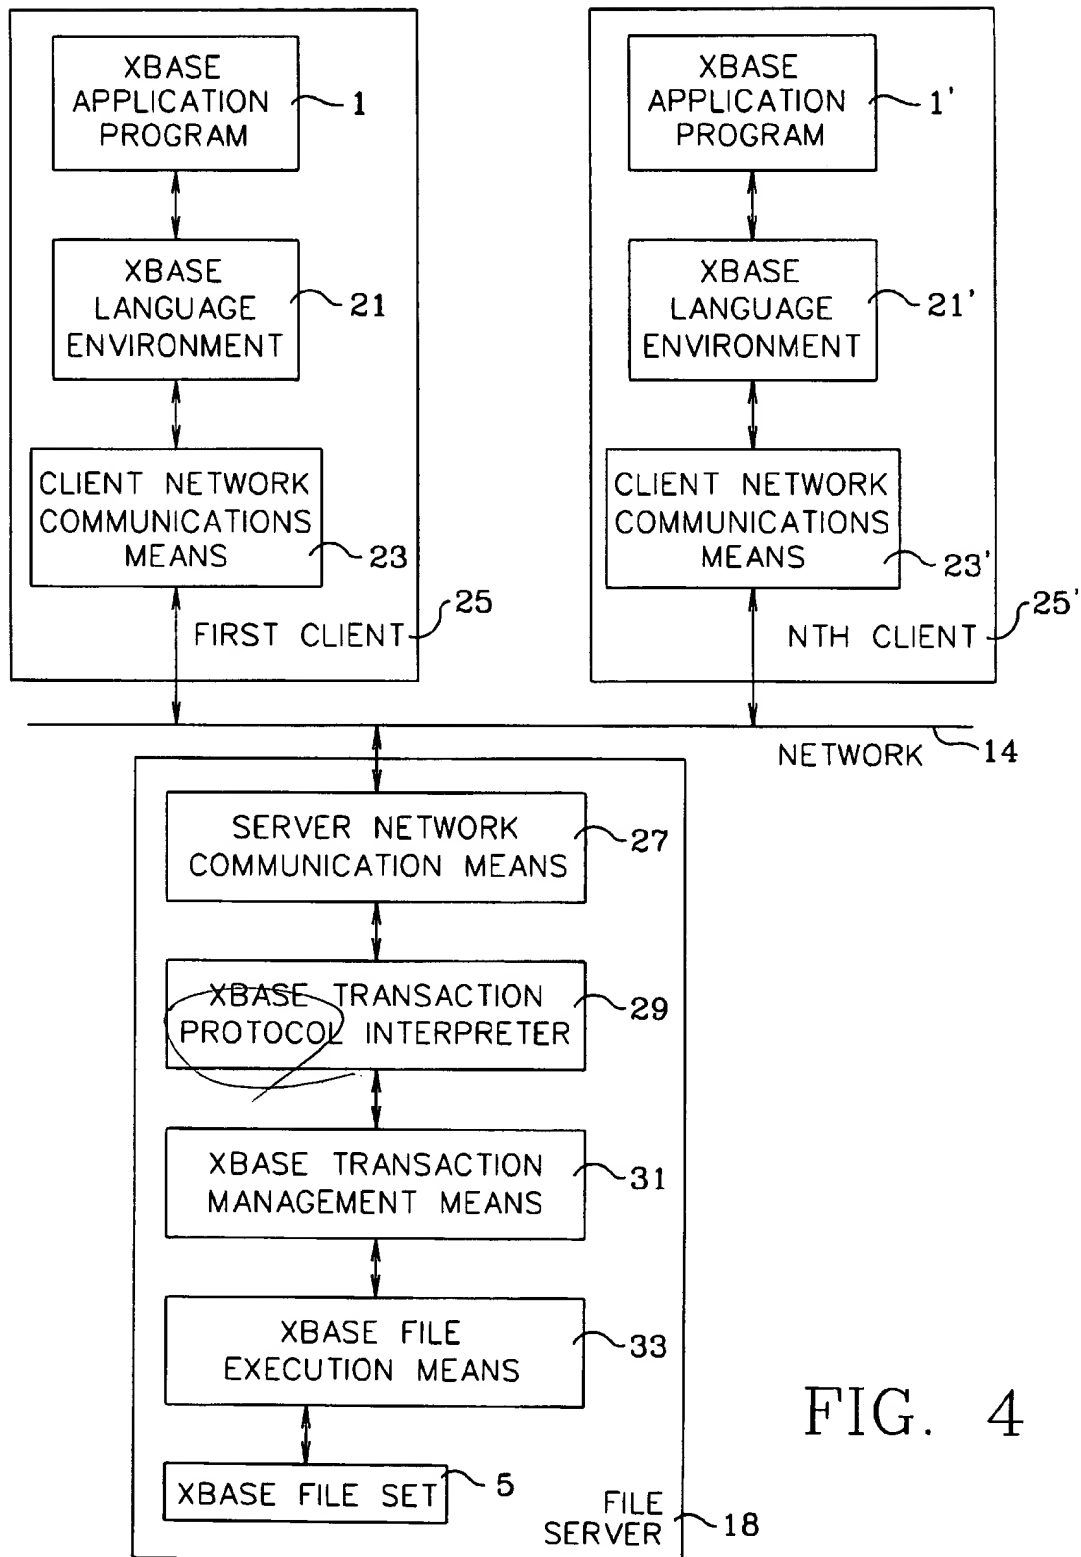 XBASE
APPLICATION
PROGRAM
1
XBASE
LANGUAGE
ENVIRONMENT
21
CLIENT NETWORK
COMMUNICATIONS
MEANS
23
FIRST CLIENT
25
XBASE
APPLICATION
PROGRAM
1'
XBASE
LANGUAGE
ENVIRONMENT
21'
CLIENT NETWORK
COMMUNICATIONS
MEANS
23'
NTH CLIENT
25'
NETWORK
14
SERVER NETWORK
COMMUNICATION MEANS
27
XBASE TRANSACTION
PROTOCOL INTERPRETER
29
XBASE TRANSACTION
MANAGEMENT MEANS
31
XBASE FILE
EXECUTION MEANS
33
XBASE FILE SET
5
FILE
SERVER
18
FIG. 4